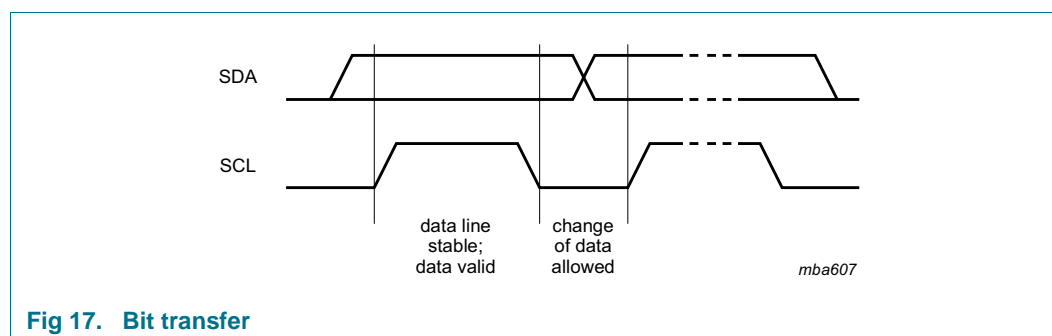 SDA
SCL
data line
stable;
data valid
change
of data
allowed
mba607
Fig 17. Bit transfer